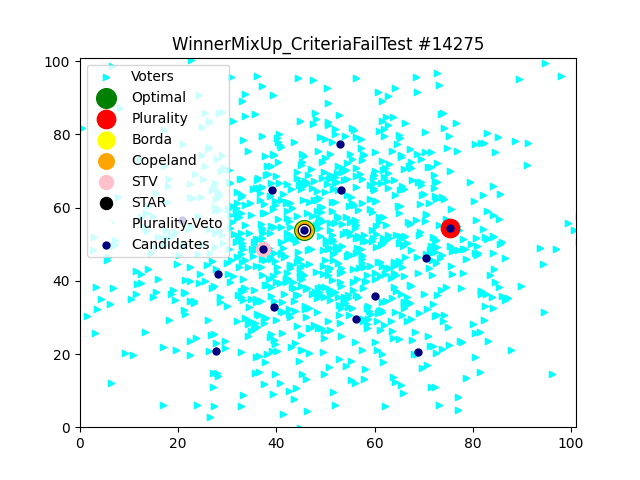 WinnerMixUp_CriteriaFailTest #14275
100
80
60
40
20
0
0
20
40
60
80
100
Voters
Optimal
Plurality
Borda
Copeland
STV
STAR
Plurality-Veto
Candidates